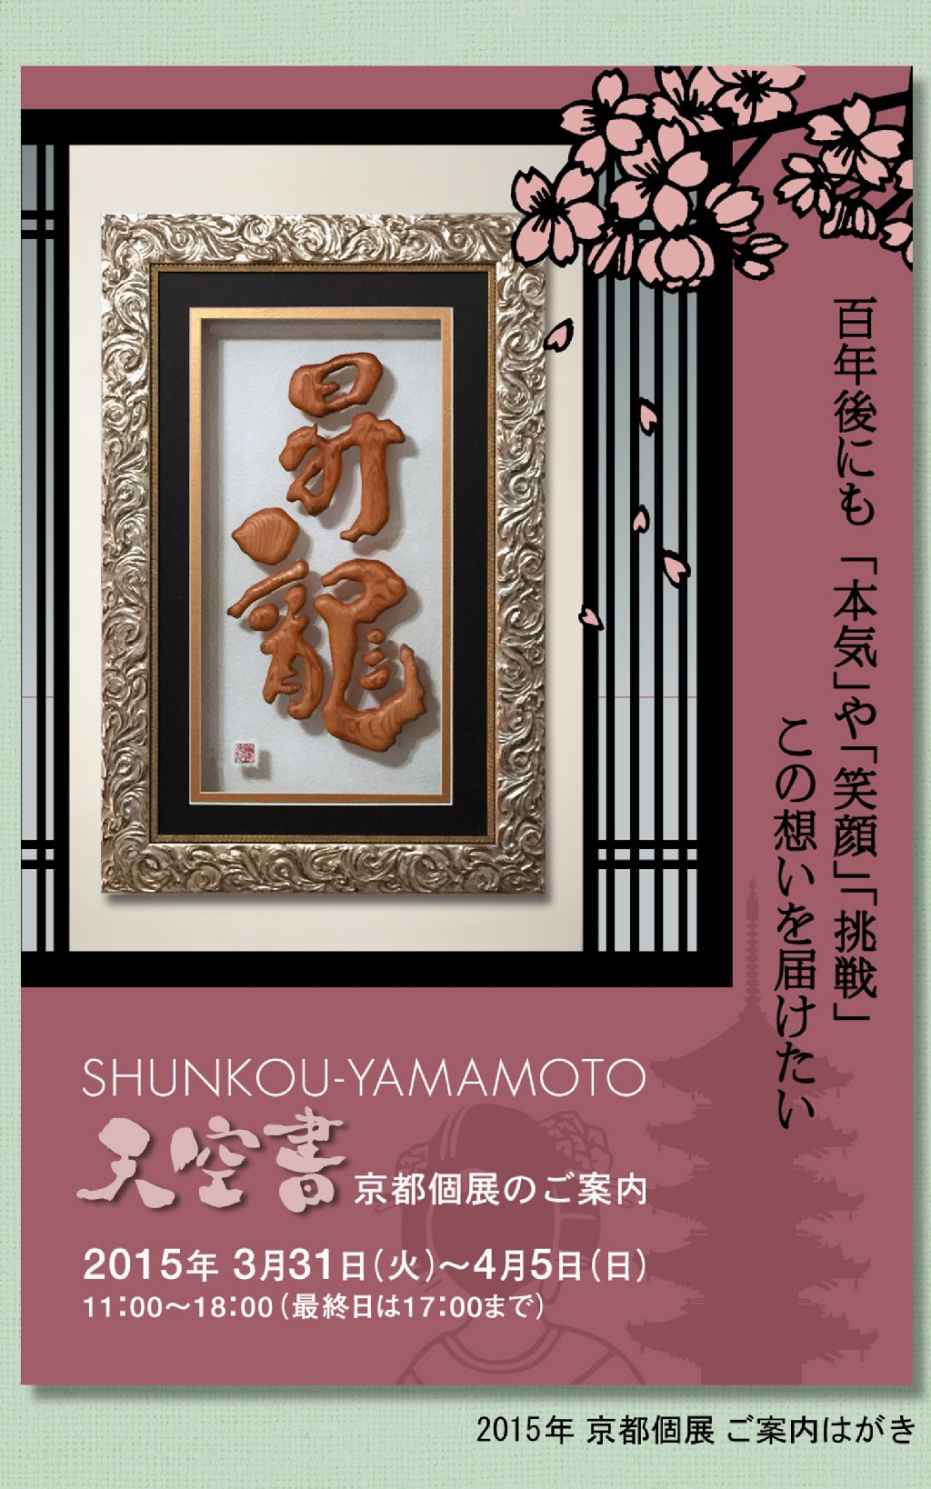 昇龍
百年後にも「本気」や「笑顔」「挑戦」
この想いを届けたい
SHUNKOU-YAMAMOTO
天空書 京都個展のご案内
2015年 3月31日(火)〜4月5日(日)
11:00〜18:00(最終日は17:00まで)
2015年 京都個展 ご案内はがき